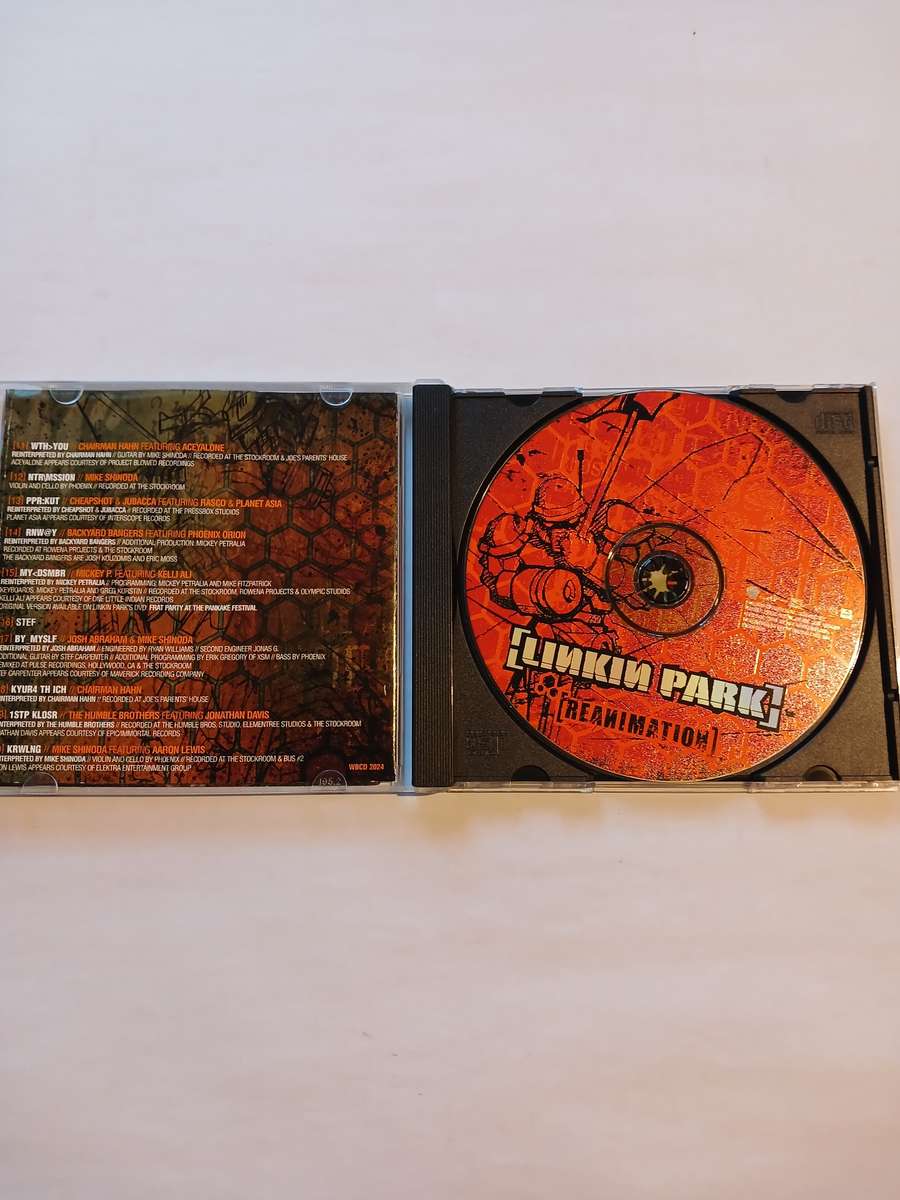 [11] WTH>YOU // CHAIRMAN HAHN FEATURING ACEYALONE
REINTERPRETED BY CHAIRMAN HAHN // GUITAR BY MIKE SHINODA // RECORDED AT THE STOCKROOM & JOE'S PARENTS' HOUSE
ACEYALONE APPEARS COURTESY OF PROJECT BLOWED RECORDINGS
[12] NTR\MSSION // MIKE SHINODA
VIOLIN AND CELLO BY PHOENIX // RECORDED AT THE STOCKROOM
[13] PPR:KUT // CHEAPSHOT & JUBACCA FEATURING RASCO & PLANET ASIA
REINTERPRETED BY CHEAPSHOT & JUBACCA // RECORDED AT THE PRESSBOX STUDIOS
PLANET ASIA APPEARS COURTESY OF INTERSCOPE RECORDS
[14] RNW@Y // BACKYARD BANGERS FEATURING PHOENIX ORION
REINTERPRETED BY BACKYARD BANGERS // ADDITIONAL PRODUCTION: MICKEY PETRALIA
RECORDED AT ROWENA PROJECTS & THE STOCKROOM
THE BACKYARD BANGERS ARE JOSH KOUZOMIS AND ERIC MOSS
[15] MY<DSMBR // MICKEY P. FEATURING KELLI ALI
REINTERPRETED BY MICKEY PETRALIA // PROGRAMMING: MICKEY PETRALIA AND MIKE FITZPATRICK
KEYBOARDS: MICKEY PETRALIA AND GREG KURSTIN // RECORDED AT THE STOCKROOM, ROWENA PROJECTS & OLYMPIC STUDIOS
KELLI ALI APPEARS COURTESY OF ONE LITTLE INDIAN RECORDS
ORIGINAL VERSION AVAILABLE ON LINKIN PARK'S DVD: FRAT PARTY AT THE PANKAKE FESTIVAL
16] STEF
17] BY_MYSLF // JOSH ABRAHAM & MIKE SHINODA
REINTERPRETED BY JOSH ABRAHAM // ENGINEERED BY RYAN WILLIAMS // SECOND ENGINEER JONAS G.
ADDITIONAL GUITAR BY STEF CARPENTER // ADDITIONAL PROGRAMMING BY ERIK GREGORY OF XSM // BASS BY PHOENIX
REMIXED AT PULSE RECORDINGS, HOLLYWOOD, CA & THE STOCKROOM
STEF CARPENTER APPEARS COURTESY OF MAVERICK RECORDING COMPANY
8] KYUR4 TH ICH // CHAIRMAN HAHN
INTERPRETED BY CHAIRMAN HAHN // RECORDED AT JOE'S PARENTS' HOUSE
] 1STP KLOSR // THE HUMBLE BROTHERS FEATURING JONATHAN DAVIS
INTERPRETED BY THE HUMBLE BROTHERS // RECORDED AT THE HUMBLE BROS. STUDIO, ELEMENTREE STUDIOS & THE STOCKROOM
NATHAN DAVIS APPEARS COURTESY OF EPIC/IMMORTAL RECORDS
] KRWLNG // MIKE SHINODA FEATURING AARON LEWIS
INTERPRETED BY MIKE SHINODA // VIOLIN AND CELLO BY PHOENIX // RECORDED AT THE STOCKROOM & BUS #2
ON LEWIS APPEARS COURTESY OF ELEKTRA ENTERTAINMENT GROUP
WBCD 2024
[LINKIN PARK]
[REANIMATION]